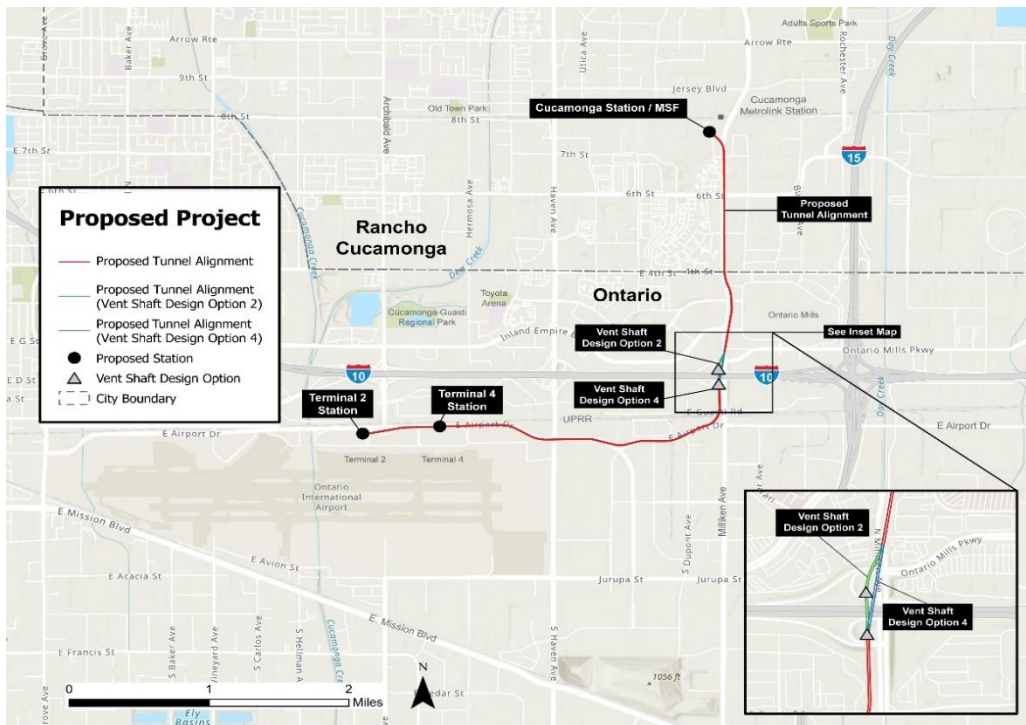 Adults Sports Park
Arrow Rte
Arrow Rte
Grove Ave
Baker Ave
Utica Ave
Rochester Ave
Day Creek
9th St
Jersey Blvd
Archibald Ave
Old Town Park
8th St
8th St
Cucamonga Station / MSF
Cucamonga
Metrolink Station
E 7th St
7th St
15
E 6th St
6th St
6th St
Hermosa Ave
Haven Ave
Proposed
Tunnel Alignment
Proposed Project
Proposed Tunnel Alignment
Proposed Tunnel Alignment
(Vent Shaft Design Option 2)
Proposed Tunnel Alignment
(Vent Shaft Design Option 4)
Proposed Station
Vent Shaft Design Option
City Boundary
Rancho
Cucamonga
Cucamonga Creek
Deer Creek
E 4th St
4th St
Ontario
Toyota
Arena
Cucamonga-Guasti
Regional Park
Inland Empire
Ontario Mills
Vent Shaft
Design Option 2
See Inset Map
Ontario Mills Pkwy
E G St
E D St
10
10
Vent Shaft
Design Option 4
Terminal 2
Station
Terminal 4
Station
UPRR
E Guasti Rd
E Airport Dr
E Airport Dr
E Airport Dr
E Airport Dr
Day Creek
Terminal 2
Terminal 4
Ontario
International
Airport
E Mission Blvd
S Dupont Ave
Milliken Ave
E Avion St
E Acacia St
Jurupa St
Jurupa St
E. Mission Blvd
S Baker Ave
Vineyard Ave
S Carlos Ave
S Hellman A
Cucamonga Cre
S Haven Ave
E Francis St
Grove Ave
1056 ft
N
0
1
2
Miles
Ely
Basins
Vent Shaft
Design Option 2
Ontario Mills Pkwy
Vent Shaft
Design Option 4